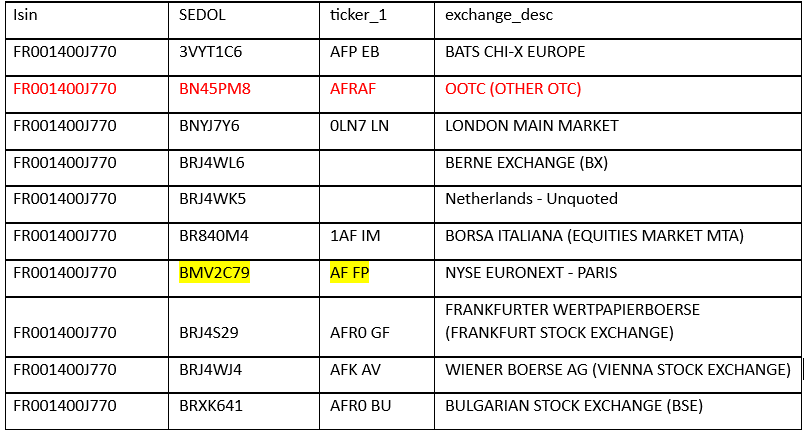 Isin SEDOL ticker_1 exchange_desc
FR001400J770 3VYT1C6 AFP EB BATS CHI-X EUROPE
FR001400J770 BN45PM8 AFRAF OOTC (OTHER OTC)
FR001400J770 BNYJ7Y6 0LN7 LN LONDON MAIN MARKET
FR001400J770 BRJ4WL6 BERNE EXCHANGE (BX)
FR001400J770 BRJ4WK5 Netherlands - Unquoted
FR001400J770 BR840M4 1AF IM BORSA ITALIANA (EQUITIES MARKET MTA)
FR001400J770 BMV2C79 AF FP NYSE EURONEXT - PARIS
FRANKFURTER WERTPAPIERBOERSE
FR001400J770 BRJ4S29 AFR0 GF (FRANKFURT STOCK EXCHANGE)
FR001400J770 BRJ4WJ4 AFK AV WIENER BOERSE AG (VIENNA STOCK EXCHANGE)
FR001400J770 BRXK641 AFR0 BU BULGARIAN STOCK EXCHANGE (BSE)